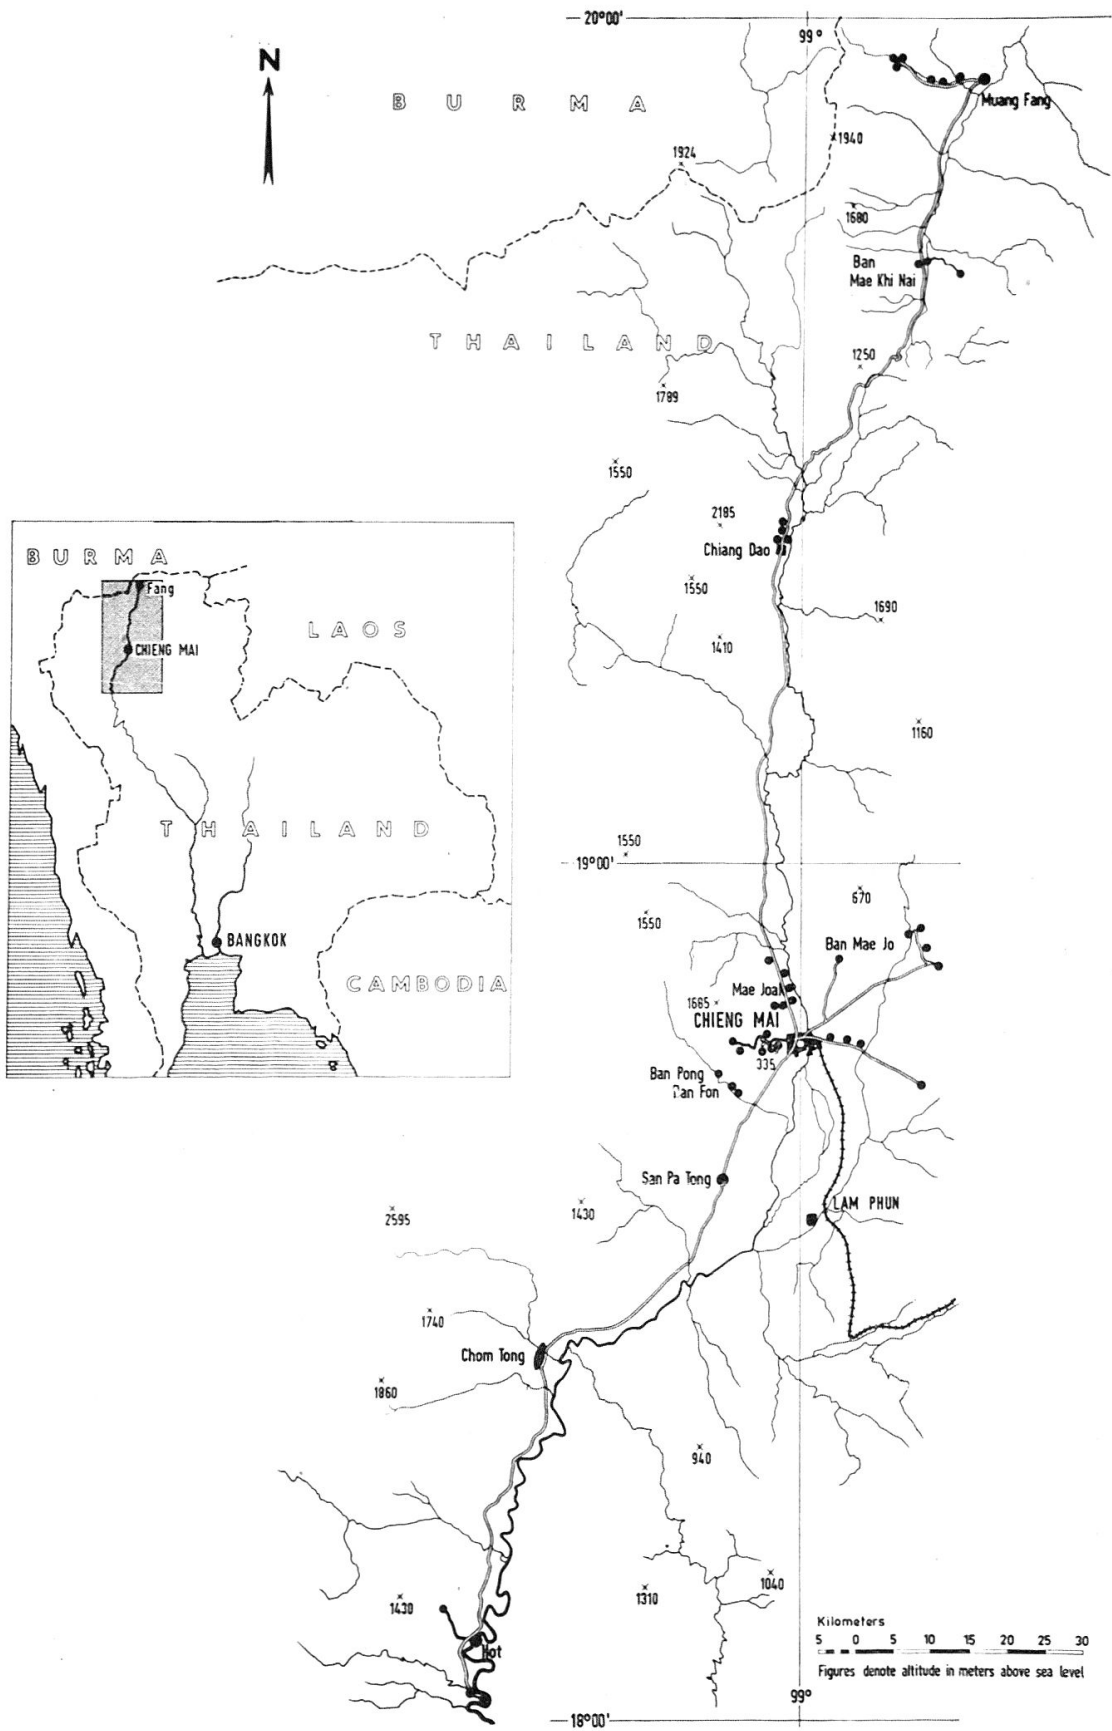 20°00'
99°
N
BURMA
Muang Fang
1940
1924
1680
Ban
Mae Khi Nai
THAILAND
1250
1789
1550
2185
Chiang Dao
1550
1690
1410
1160
BURMA
Fang
LAOS
CHIENG MAI
THAILAND
BANGKOK
CAMBODIA
1550
19°00'
670
1550
Ban Mae Jo
Mae Joak
1685
CHIENG MAI
335
Ban Pong
Ban Fon
San Pa Tong
LAM PHUN
1430
2595
1740
Chom Tong
1860
940
1040
1310
1430
Hot
Kilometers
5 0 5 10 15 20 25 30
Figures denote altitude in meters above sea level
99°
18°00'